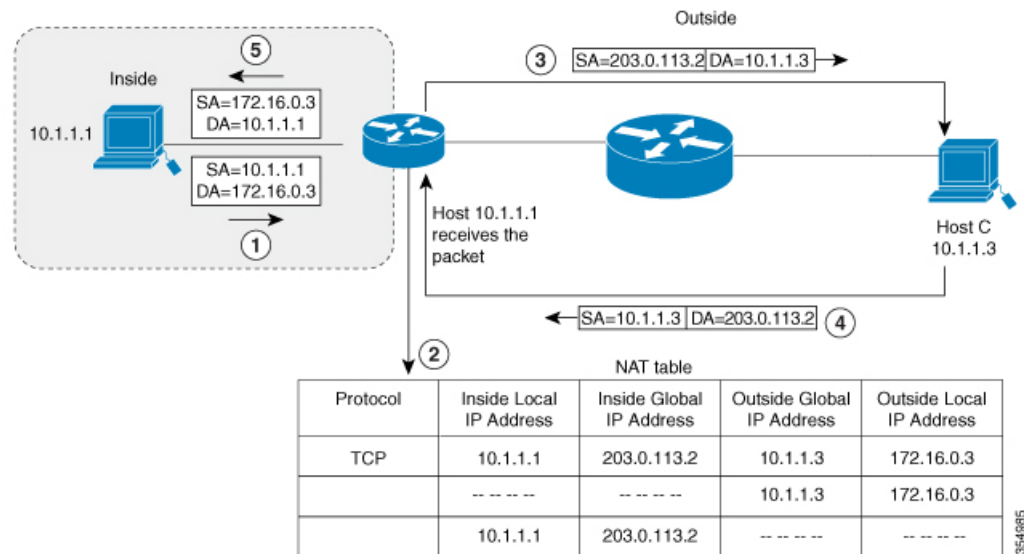 Outside
5
3
SA=203.0.113.2 DA=10.1.1.3
Inside
SA=172.16.0.3
DA=10.1.1.1
10.1.1.1
SA=10.1.1.1
DA=172.16.0.3
1
Host 10.1.1.1
receives the
packet
Host C
10.1.1.3
SA=10.1.1.3 DA=203.0.113.2
4
2
NAT table
Protocol Inside Local IP Address Inside Global IP Address Outside Global IP Address Outside Local IP Address
TCP 10.1.1.1 203.0.113.2 10.1.1.3 172.16.0.3
-- -- -- -- -- -- -- -- 10.1.1.3 172.16.0.3
10.1.1.1 203.0.113.2 -- -- -- -- -- -- -- --
354985